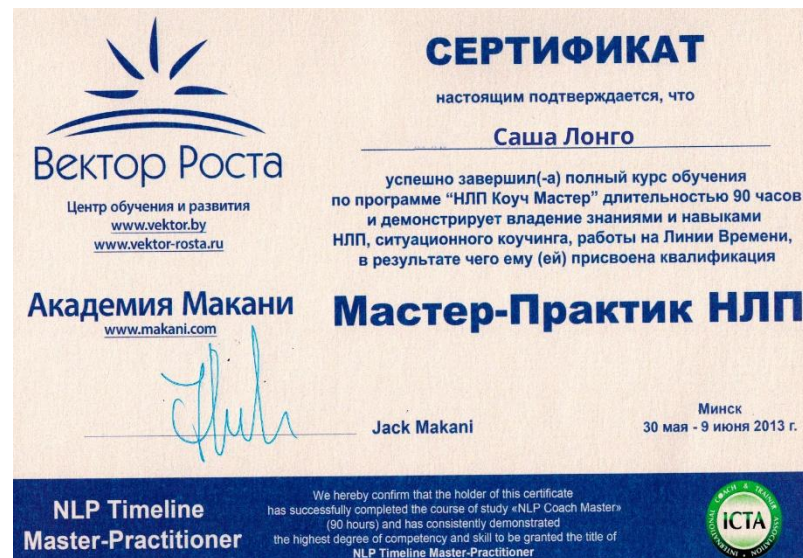 Вектор Роста
Центр обучения и развития
www.vektor.by
www.vektor-rosta.ru
Академия Макани
www.makani.com
СЕРТИФИКАТ
настоящим подтверждается, что
Саша Лонго
успешно завершил(-а) полный курс обучения
по программе “НЛП Коуч Мастер” длительностью 90 часов
и демонстрирует владение знаниями и навыками
НЛП, ситуационного коучинга, работы на Линии Времени,
в результате чего ему (ей) присвоена квалификация
Мастер-Практик НЛП
Jack Makani
Минск
30 мая - 9 июня 2013 г.
NLP Timeline
Master-Practitioner
We hereby confirm that the holder of this certificate
has successfully completed the course of study «NLP Coach Master»
(90 hours) and has consistently demonstrated
the highest degree of competency and skill to be granted the title of
NLP Timeline Master-Practitioner
INTERNATIONAL COACH & TRAINER ASSOCIATION
ICTA